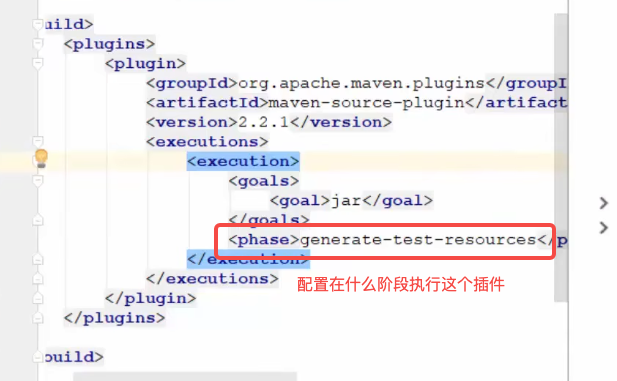 uild>
<plugins>
<plugin>
<groupId>org.apache.maven.plugins</groupI
<artifactId>maven-source-plugin</artifact
<version>2.2.1</version>
<executions>
<execution>
<goals>
<goal>jar</goal>
</goals>
<phase>generate-test-resources</p
</execution>
配置在什么阶段执行这个插件
</executions>
</plugin>
</plugins>
ouild>